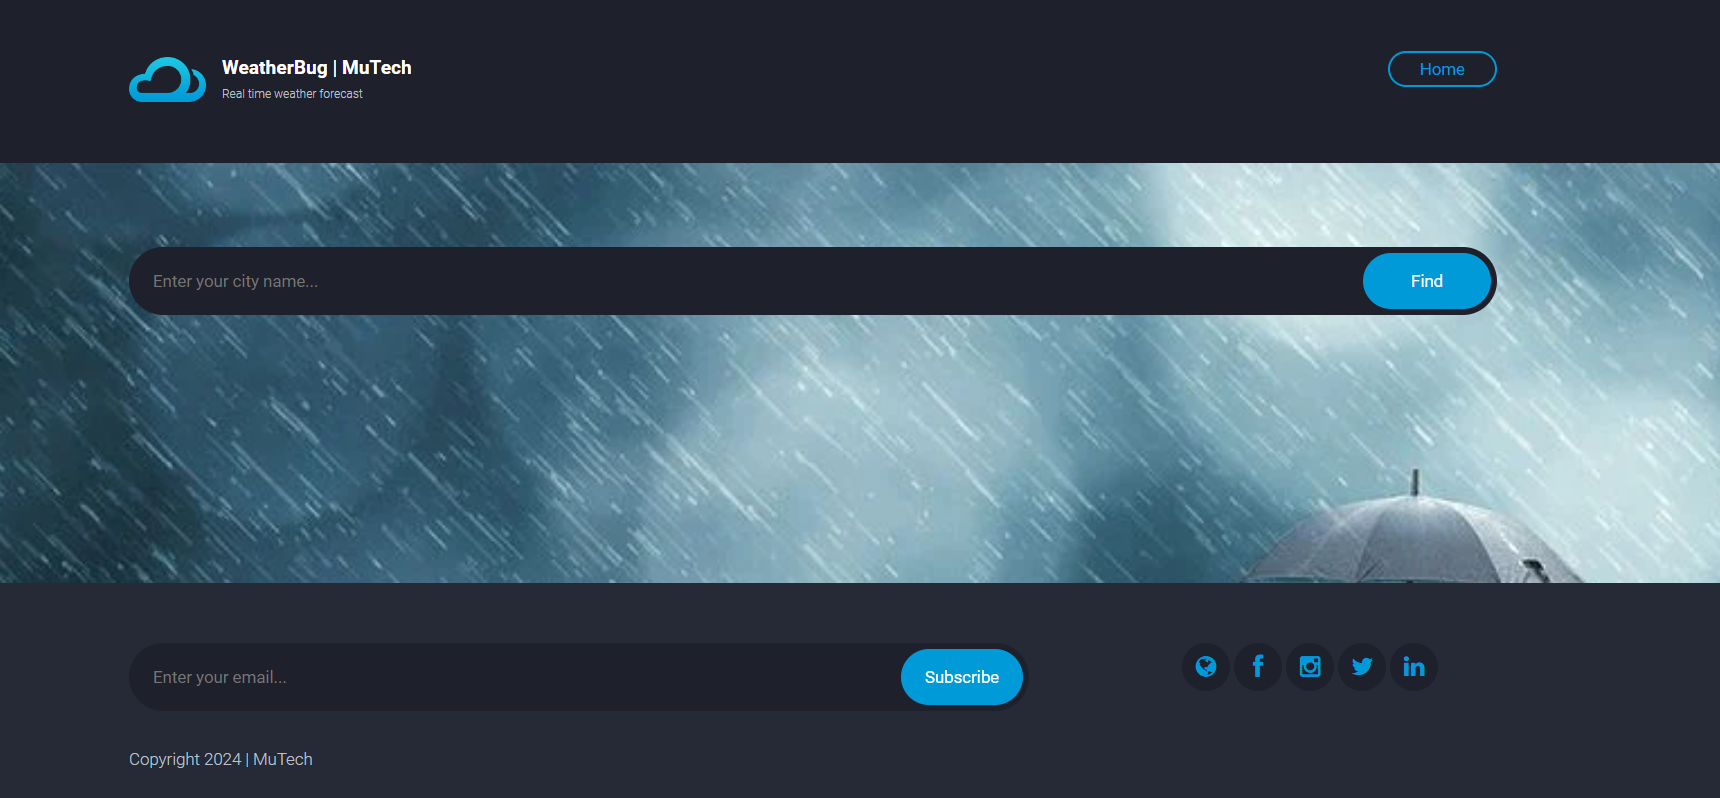 WeatherBug | MuTech
Real time weather forecast
Home
Enter your city name...
Find
Enter your email...
Subscribe
Copyright 2024 | MuTech